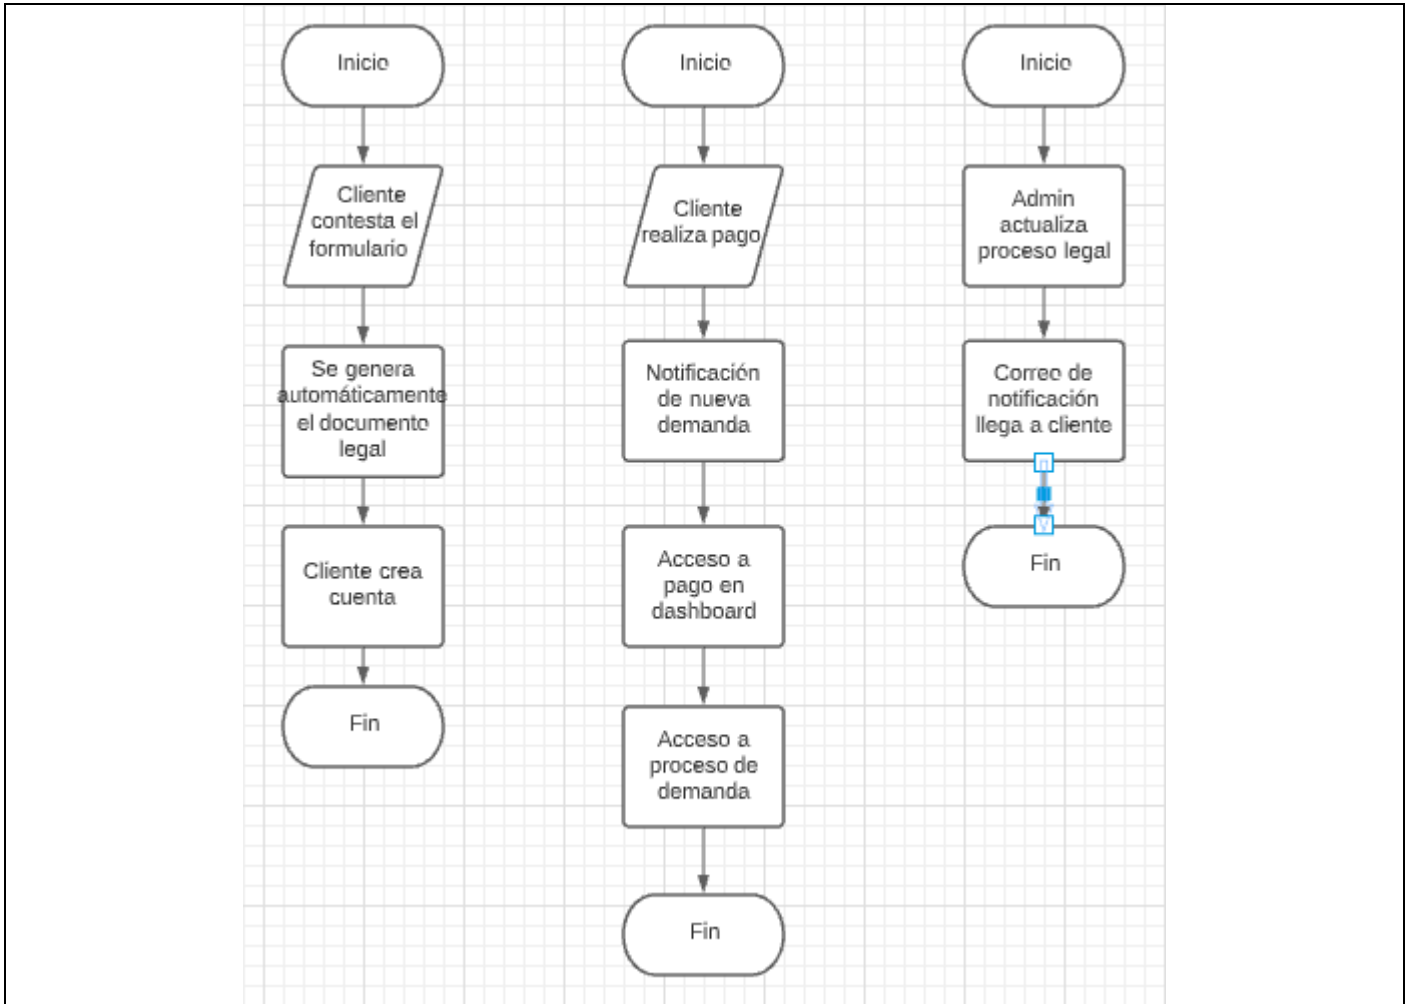 Inicio
Cliente
contesta el
formulario
Se genera
automáticamente
el documento
legal
Cliente crea
cuenta
Fin
Inicio
Cliente
realiza pago
Notificación
de nueva
demanda
Acceso a
pago en
dashboard
Acceso a
proceso de
demanda
Fin
Inicio
Admin
actualiza
proceso legal
Correo de
notificación
llega a cliente
Fin